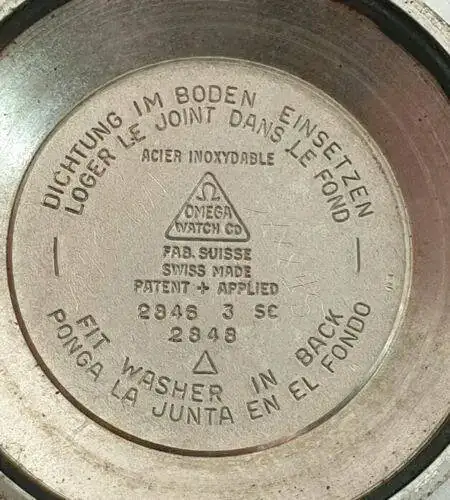 DICHTUNG IM BODEN EINSETZEN
LOGER LE JOINT DANS LE FOND
ACIER INOXYDABLE
Ω
OMEGA
WATCH CO
FAB. SUISSE
SWISS MADE
PATENT + APPLIED
2846 3 SC
2848
FIT WASHER IN BACK
PONGA LA JUNTA EN EL FONDO